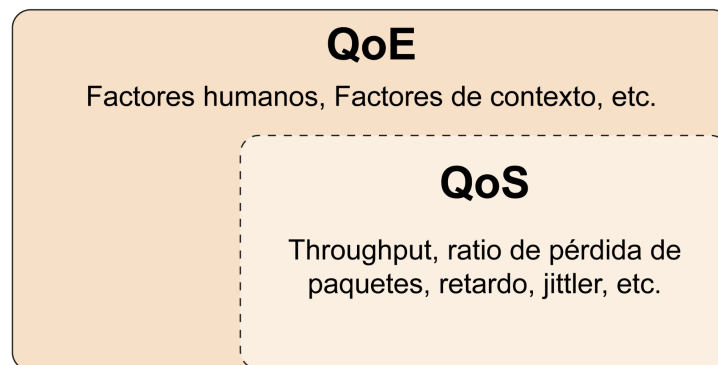 QoE
Factores humanos, Factores de contexto, etc.
QoS
Throughput, ratio de pérdida de
paquetes, retardo, jittler, etc.